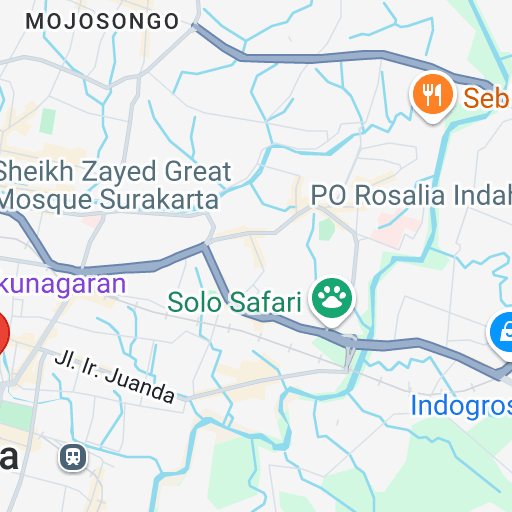 MOJOSONGO
Seb
Sheikh Zayed Great
Mosque Surakarta
PO Rosalia Indah
kunagaran
Solo Safari
Jl. Ir. Juanda
Indogros
a